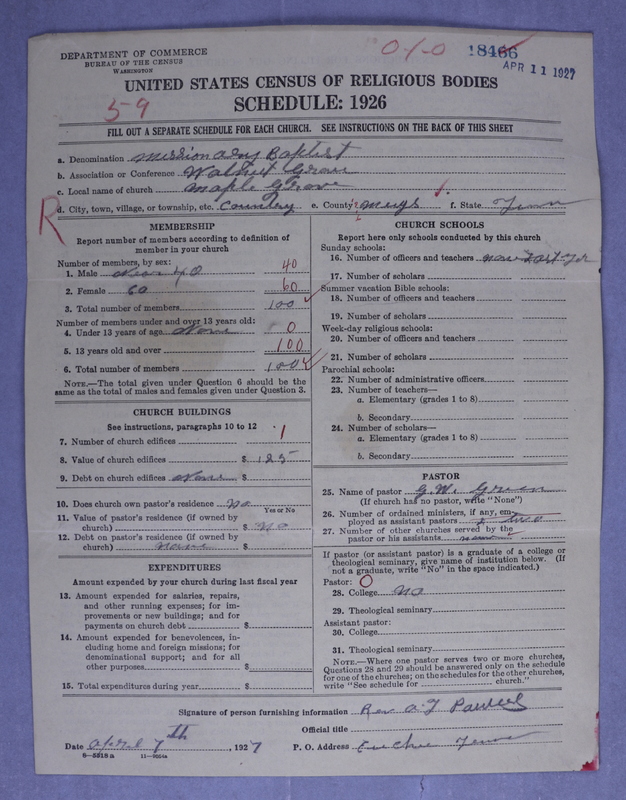 DEPARTMENT OF COMMERCE
BUREAU OF THE CENSUS
WASHINGTON
0-1-0
18466
APR 11 1927
UNITED STATES CENSUS OF RELIGIOUS BODIES
59
SCHEDULE: 1926
FILL OUT A SEPARATE SCHEDULE FOR EACH CHURCH. SEE INSTRUCTIONS ON THE BACK OF THIS SHEET
a. Denomination Missionary Baptist
b. Association or Conference Walnut Grove
c. Local name of church Maple Grove
R
d. City, town, village, or township, etc. Country e. County Meigs f. State Tenn
MEMBERSHIP
Report number of members according to definition of member in your church
Number of members, by sex:
1. Male 40 40
2. Female 60 60
3. Total number of members 100
Number of members under and over 13 years old:
4. Under 13 years of age None 0
5. 13 years old and over 100
6. Total number of members 100
NOTE.—The total given under Question 6 should be the
same as the total of males and females given under Question 3.
CHURCH BUILDINGS
See instructions, paragraphs 10 to 12
7. Number of church edifices 1
8. Value of church edifices $ 125
9. Debt on church edifices None $
10. Does church own pastor's residence No
Yes or No
11. Value of pastor's residence (if owned by
church) $ No
12. Debt on pastor's residence (if owned by
church) None $
EXPENDITURES
Amount expended by your church during last fiscal year
13. Amount expended for salaries, repairs,
and other running expenses; for im-
provements or new buildings; and for
payments on church debt $
14. Amount expended for benevolences, in-
cluding home and foreign missions; for
denominational support; and for all
other purposes $
15. Total expenditures during year $
CHURCH SCHOOLS
Report here only schools conducted by this church
Sunday schools:
16. Number of officers and teachers
17. Number of scholars
Summer vacation Bible schools:
18. Number of officers and teachers
19. Number of scholars
Week-day religious schools:
20. Number of officers and teachers
21. Number of scholars
Parochial schools:
22. Number of administrative officers
23. Number of teachers—
a. Elementary (grades 1 to 8)
b. Secondary
24. Number of scholars—
a. Elementary (grades 1 to 8)
b. Secondary
PASTOR
25. Name of pastor G. W.
(If church has no pastor, write "None")
26. Number of ordained ministers, if any, em-
ployed as assistant pastors two
27. Number of other churches served by the
pastor or his assistants
If pastor (or assistant pastor) is a graduate of a college or
theological seminary, give name of institution below. (If
not a graduate, write "No" in the space indicated.)
Pastor: 0
28. College No
29. Theological seminary
Assistant pastor:
30. College
31. Theological seminary
NOTE.—Where one pastor serves two or more churches,
Questions 28 and 29 should be answered only on the schedule
for one of the churches; on the schedules for the other churches,
write "See schedule for church."
Signature of person furnishing information Rev. A. J.
Official title
Date April 7th, 1927 P. O. Address Tenn
8-5518a 11-9264a